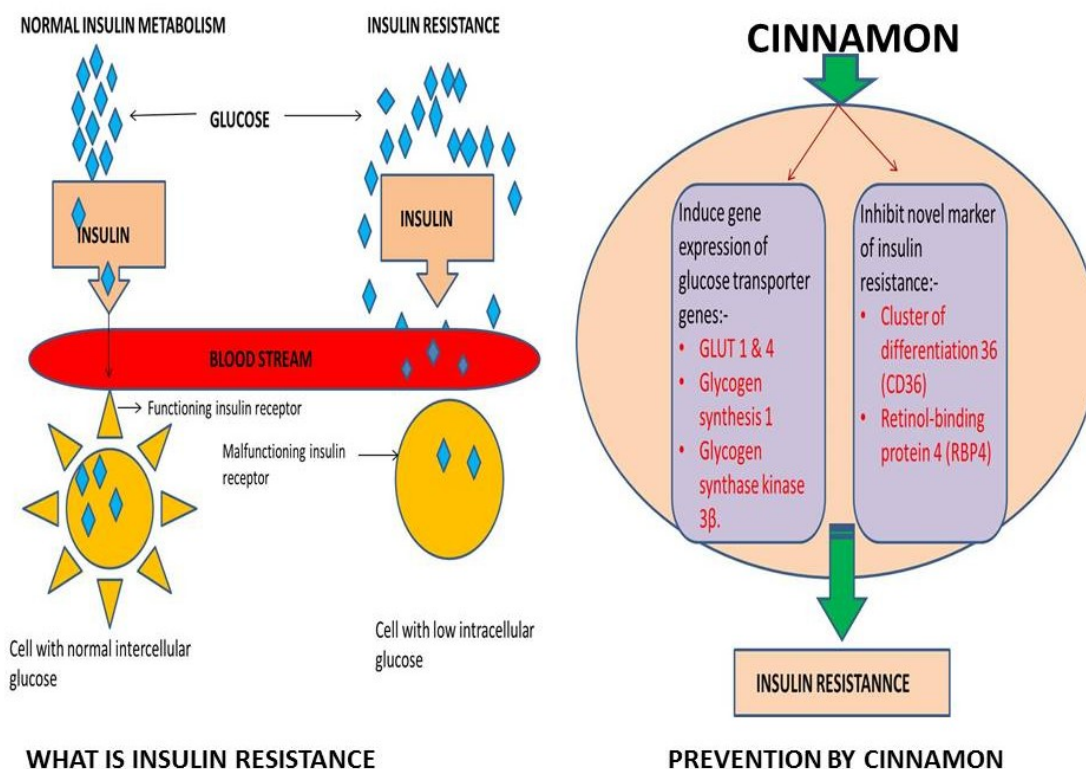 NORMAL INSULIN METABOLISM
INSULIN RESISTANCE
GLUCOSE
INSULIN
INSULIN
BLOOD STREAM
Functioning insulin receptor
Malfunctioning insulin
receptor
Cell with normal intercellular
glucose
Cell with low intracellular
glucose
WHAT IS INSULIN RESISTANCE
CINNAMON
Induce gene
expression of
glucose transporter
genes:-
• GLUT 1 & 4
• Glycogen
synthesis 1
• Glycogen
synthase kinase
3β.
Inhibit novel marker
of insulin
resistance:-
• Cluster of
differentiation 36
(CD36)
• Retinol-binding
protein 4 (RBP4)
INSULIN RESISTANNCE
PREVENTION BY CINNAMON